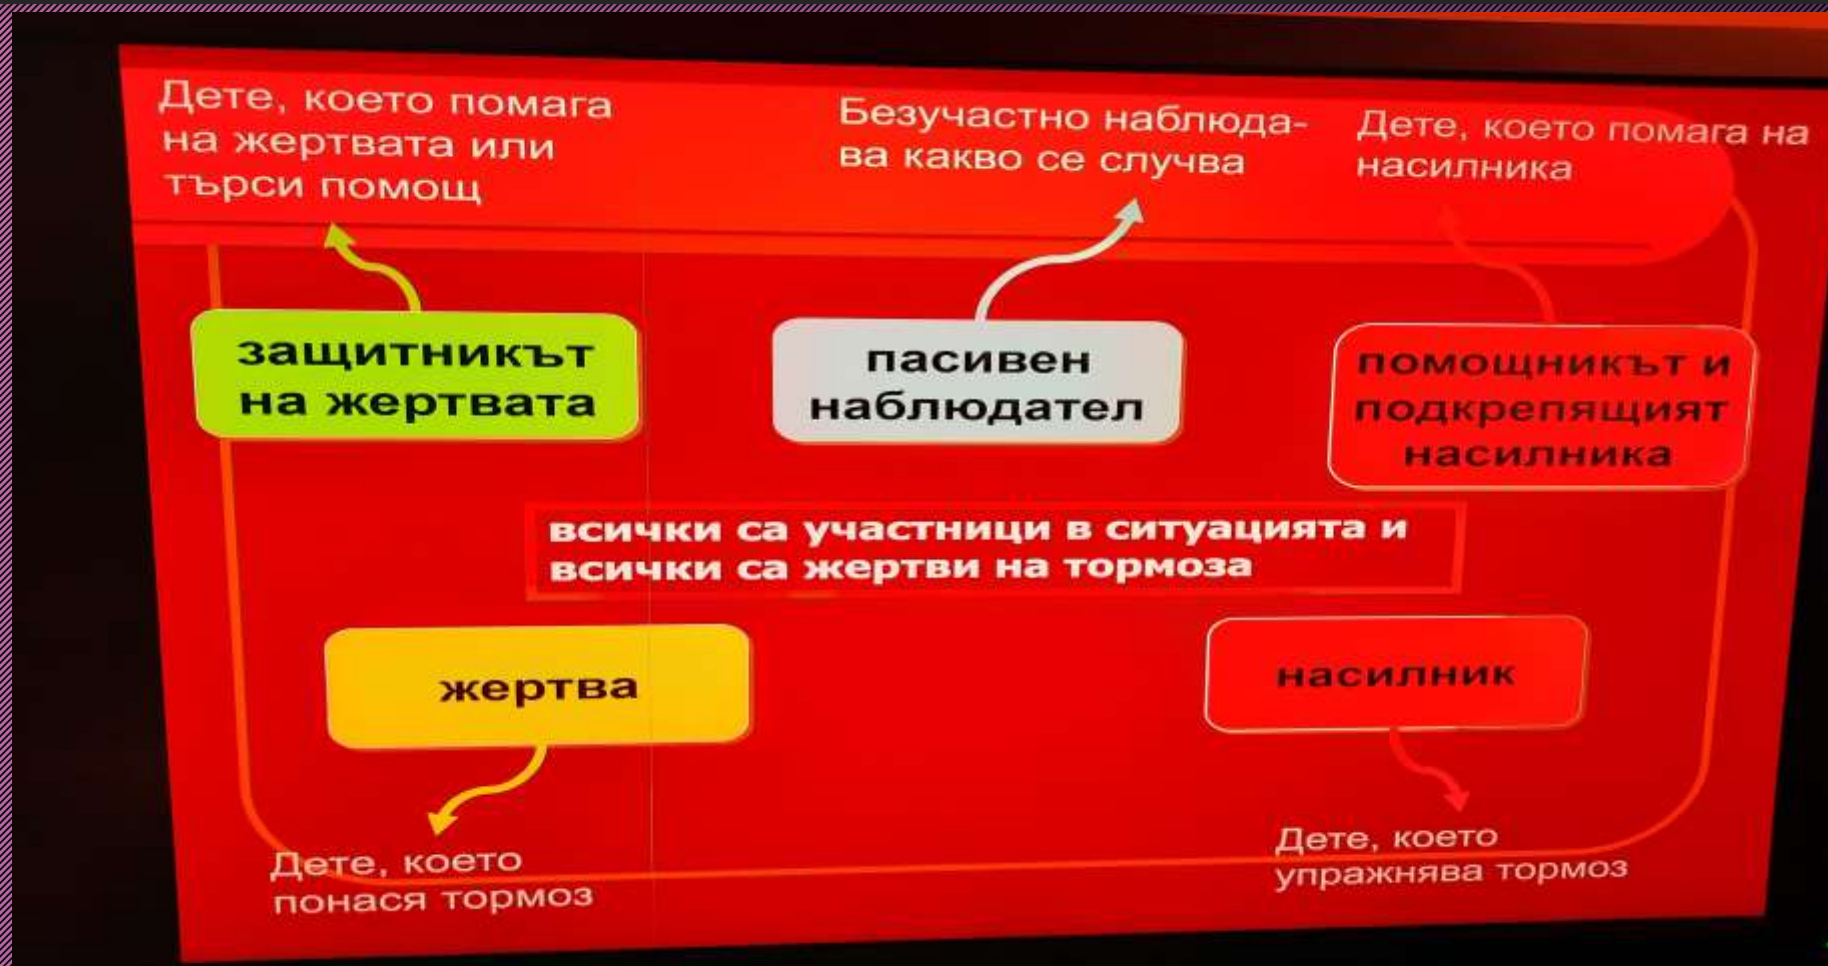 Дете, което помага
на жертвата или
търси помощ
Безучастно наблюда-
ва какво се случва
Дете, което помага на
насилника
защитникът
на жертвата
пасивен
наблюдател
помощникът и
подкрепящият
насилника
всички са участници в ситуацията и
всички са жертви на тормоза
жертва
насилник
Дете, което
понася тормоз
Дете, което
упражнява тормоз